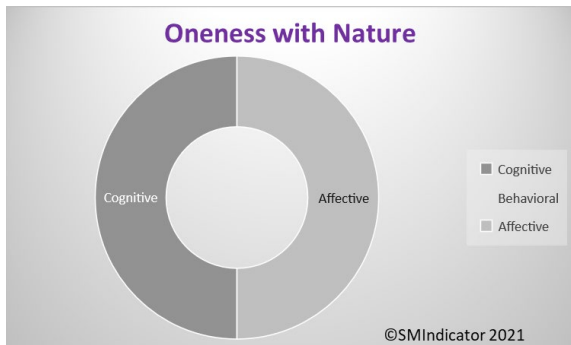 Oneness with Nature
Cognitive
Affective
Cognitive
Behavioral
Affective
©SMIndicator 2021